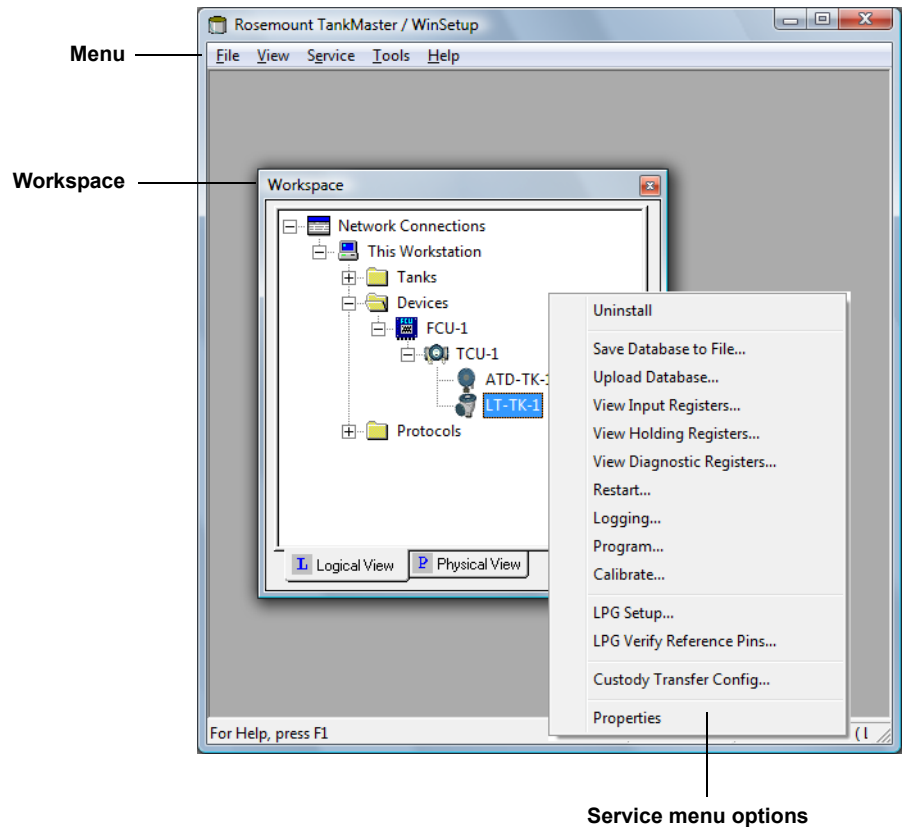 Rosemount TankMaster / WinSetup
Menu
File View Service Tools Help
Workspace
Workspace
Network Connections
This Workstation
Tanks
Devices
FCU
FCU-1
TCU-1
ATD-TK-
LT-TK-1
Protocols
L Logical View P Physical View
Uninstall
Save Database to File...
Upload Database...
View Input Registers...
View Holding Registers...
View Diagnostic Registers...
Restart...
Logging...
Program...
Calibrate...
LPG Setup...
LPG Verify Reference Pins...
Custody Transfer Config...
Properties
For Help, press F1
Service menu options